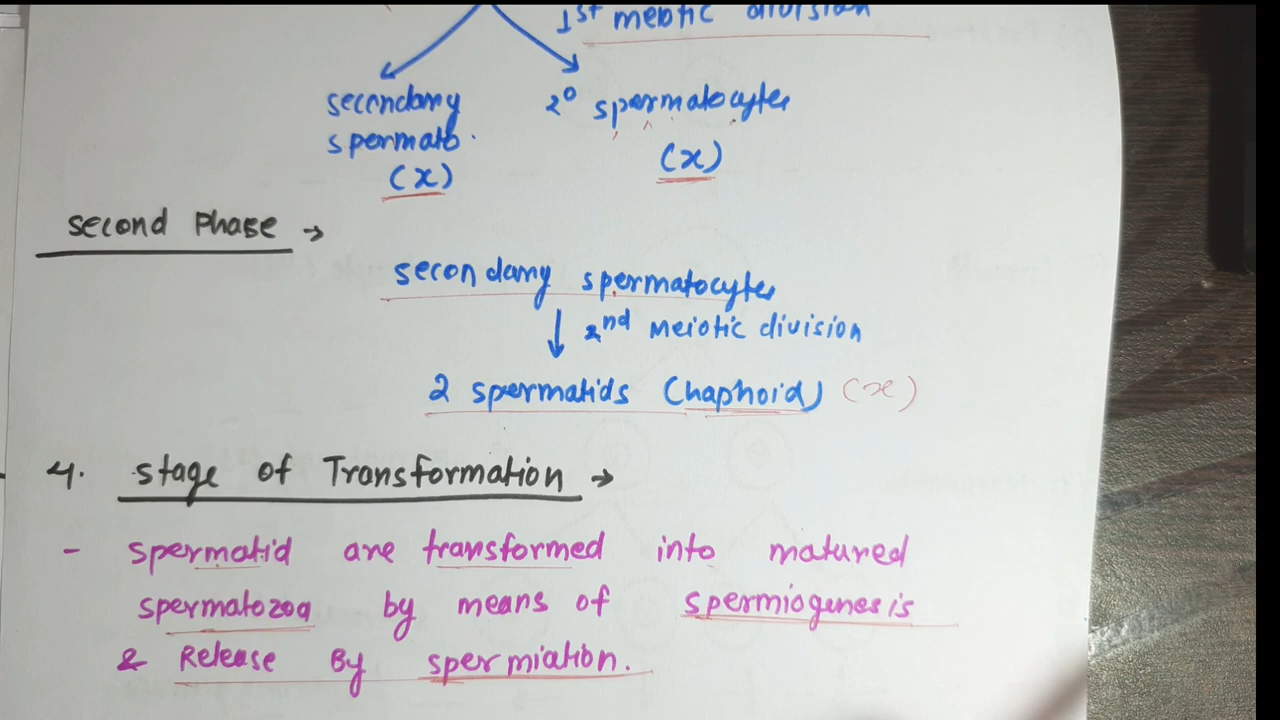 1st meiotic division
secondary 2° spermatocytes
spermato.
(x) (x)
second Phase →
secondary spermatocytes
↓ 2nd meiotic division
2 spermatids (haphoid) (x)
4. stage of Transformation →
- spermatid are transformed into matured
spermatozoa by means of spermiogenesis
& Release By spermiation.